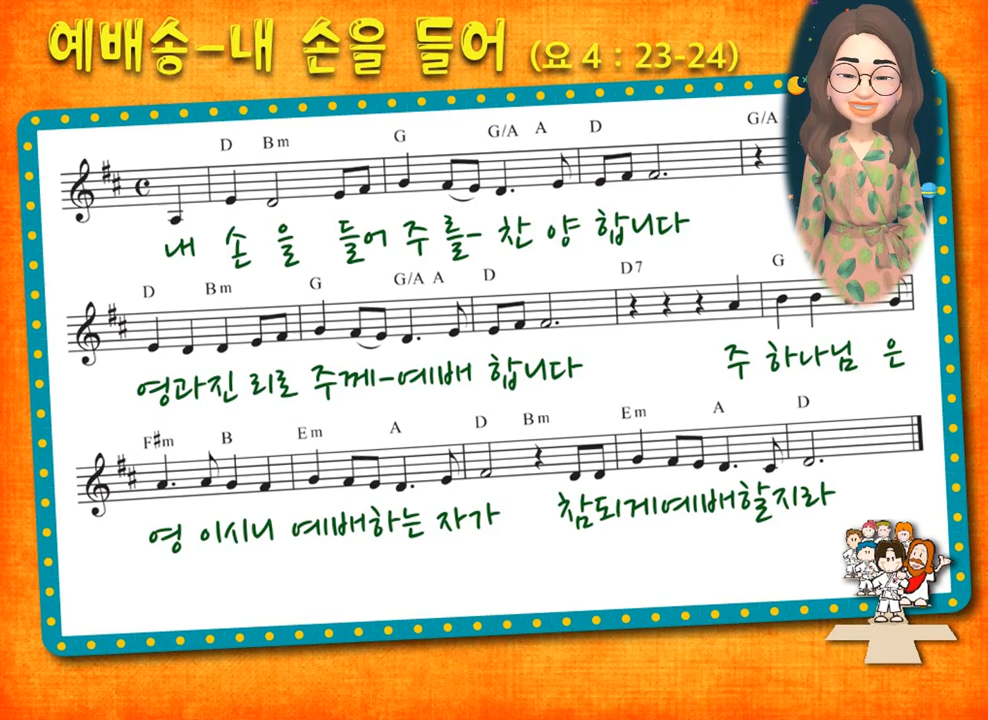 예배송-내 손을 들어 (요 4 : 23-24)
D Bm G G/A A D G/A
내 손 을 들어 주 를- 찬 양 합니다
D Bm G G/A A D D7 G
영과진 리로 주께-예배 합니다 주 하나님 은
F#m B Em A D Bm Em A D
영 이시니 예배하는 자가 참되게예배할지라